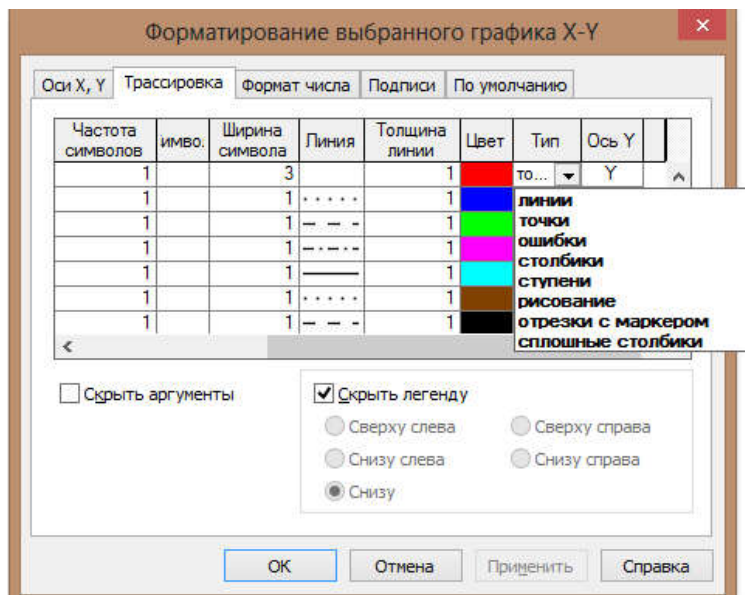 Форматирование выбранного графика X-Y
Оси X, Y Трассировка Формат числа Подписи По умолчанию
Частота символов имво. Ширина символа Линия Толщина линии Цвет Тип Ось Y
1 3 1 то... Y
1 1 1
1 1 1
1 1 1
1 1 1
1 1 1
1 1 1
линии
точки
ошибки
столбики
ступени
рисование
отрезки с маркером
сплошные столбики
Скрыть аргументы
Скрыть легенду
Сверху слева Сверху справа
Снизу слева Снизу справа
Снизу
ОК Отмена Применить Справка